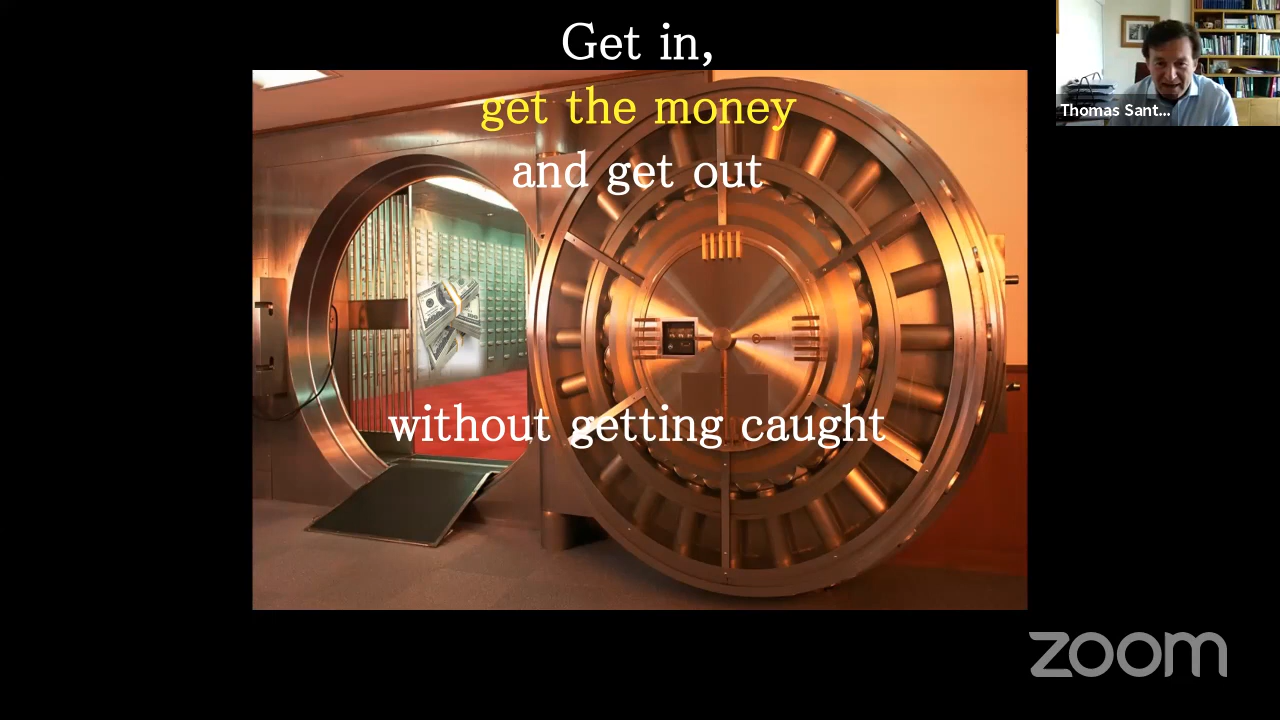 Get in,
get the money
and get out
without getting caught
Thomas Sant...
zoom